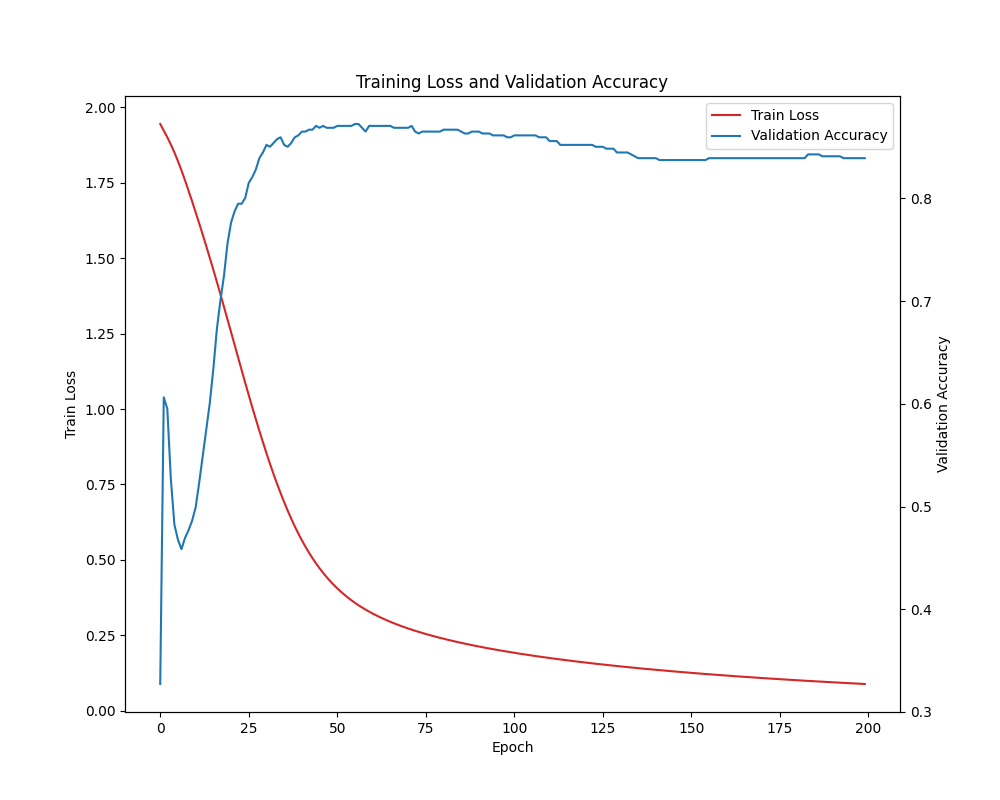 Training Loss and Validation Accuracy
Train Loss
Validation Accuracy
2.00
1.75
1.50
1.25
1.00
0.75
0.50
0.25
0.00
Train Loss
0.8
0.7
0.6
0.5
0.4
0.3
Validation Accuracy
0 25 50 75 100 125 150 175 200
Epoch